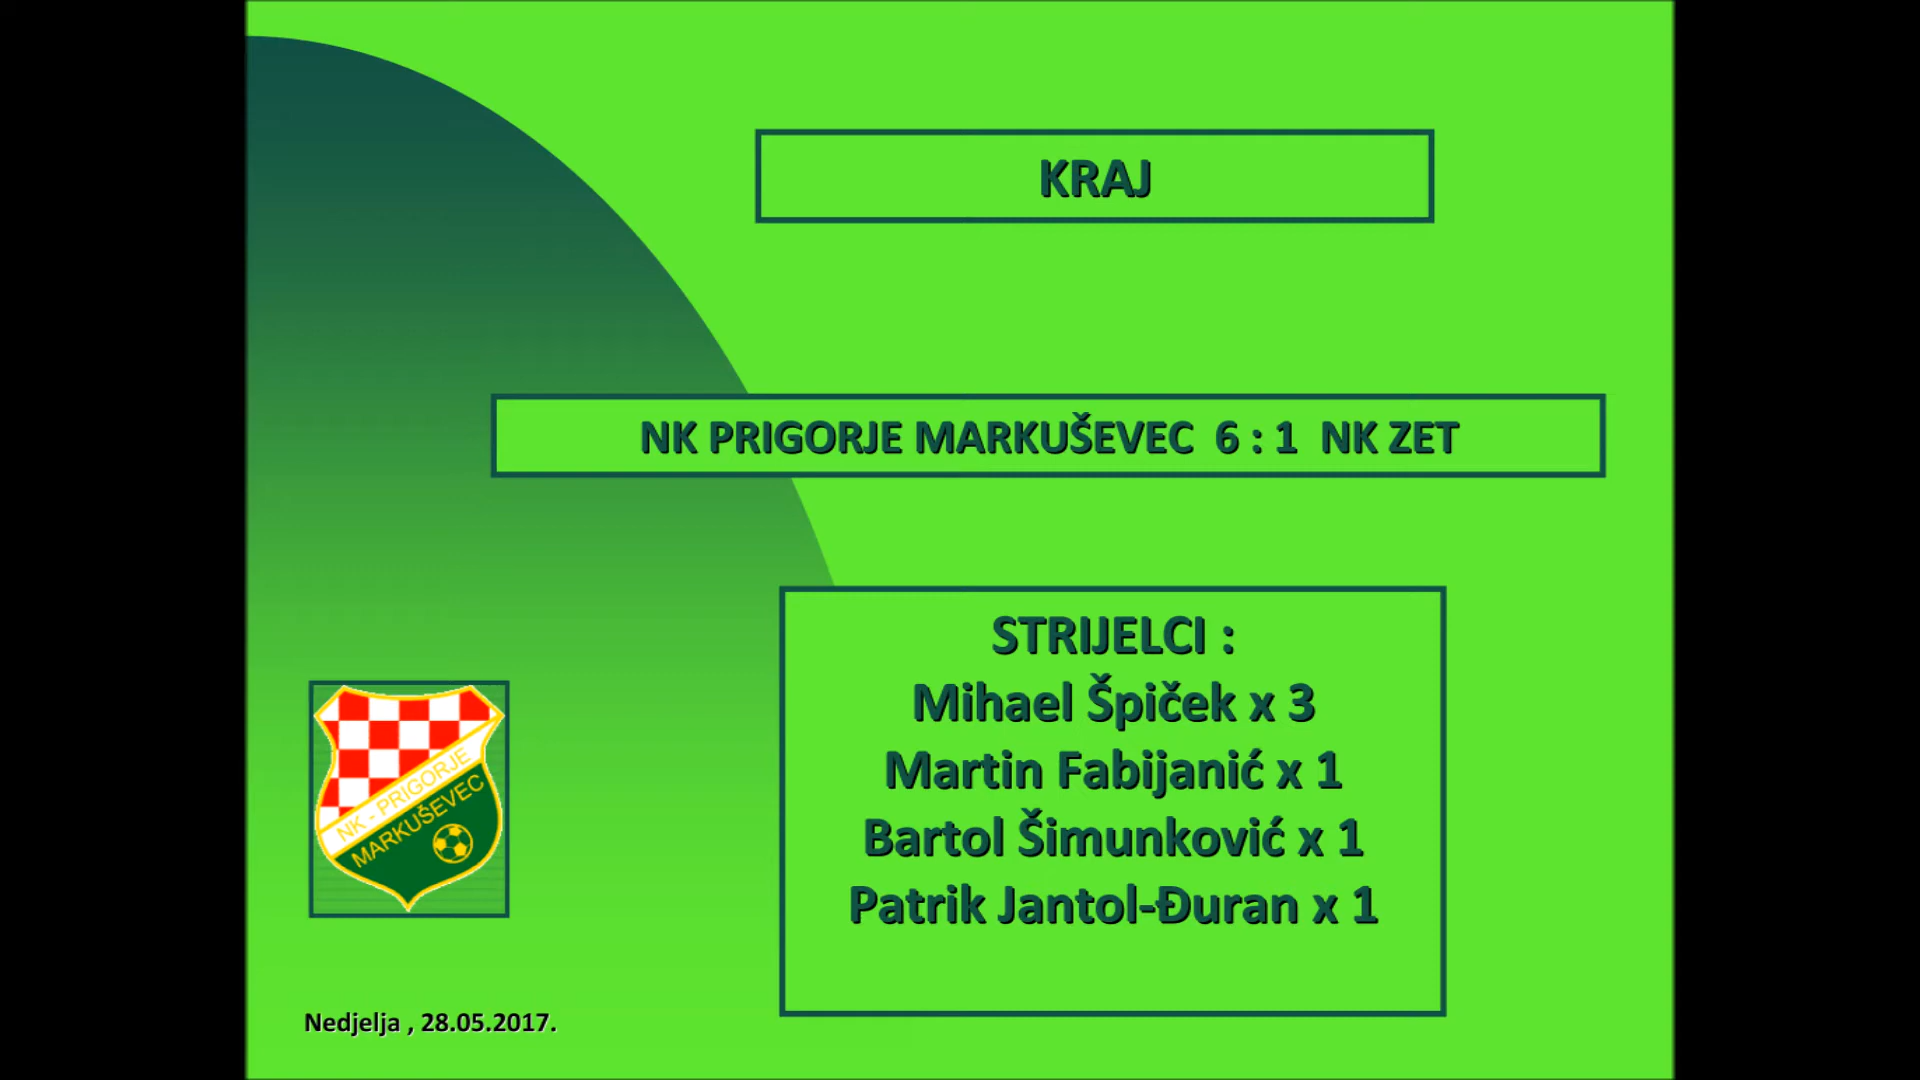 KRAJ
NK PRIGORJE MARKUŠEVEC 6 : 1 NK ZET
STRIJELCI :
Mihael Špiček x 3
Martin Fabijanić x 1
Bartol Šimunković x 1
Patrik Jantol-Đuran x 1
NK - PRIGORJE
MARKUŠEVEC
Nedjelja , 28.05.2017.